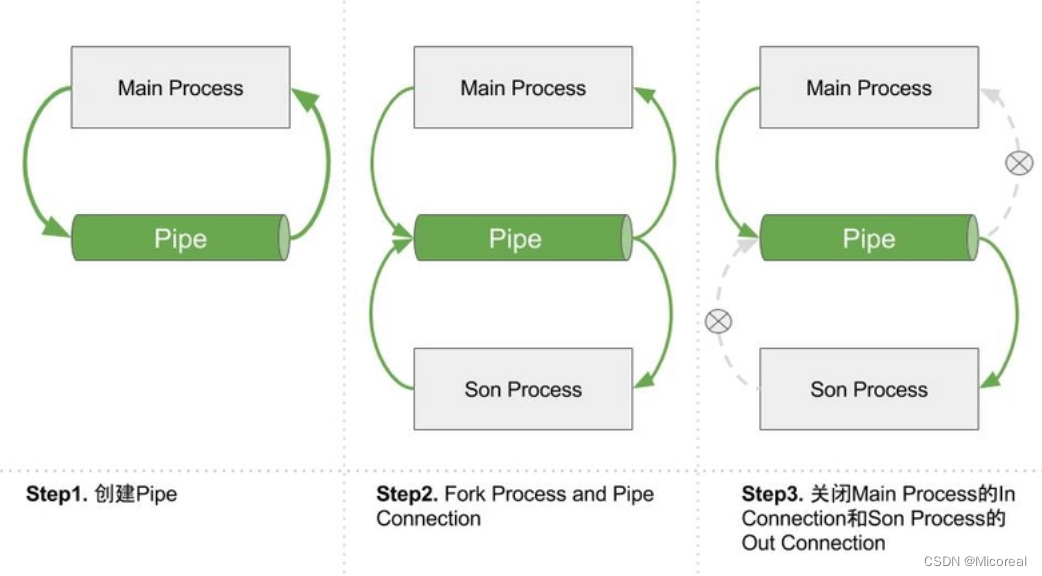 Main Process
Main Process
Main Process
Pipe
Pipe
Pipe
Son Process
Son Process
Step1. 创建Pipe
Step2. Fork Process and Pipe
Connection
Step3. 关闭Main Process的In
Connection和Son Process的
Out Connection
CSDN @Micoreal